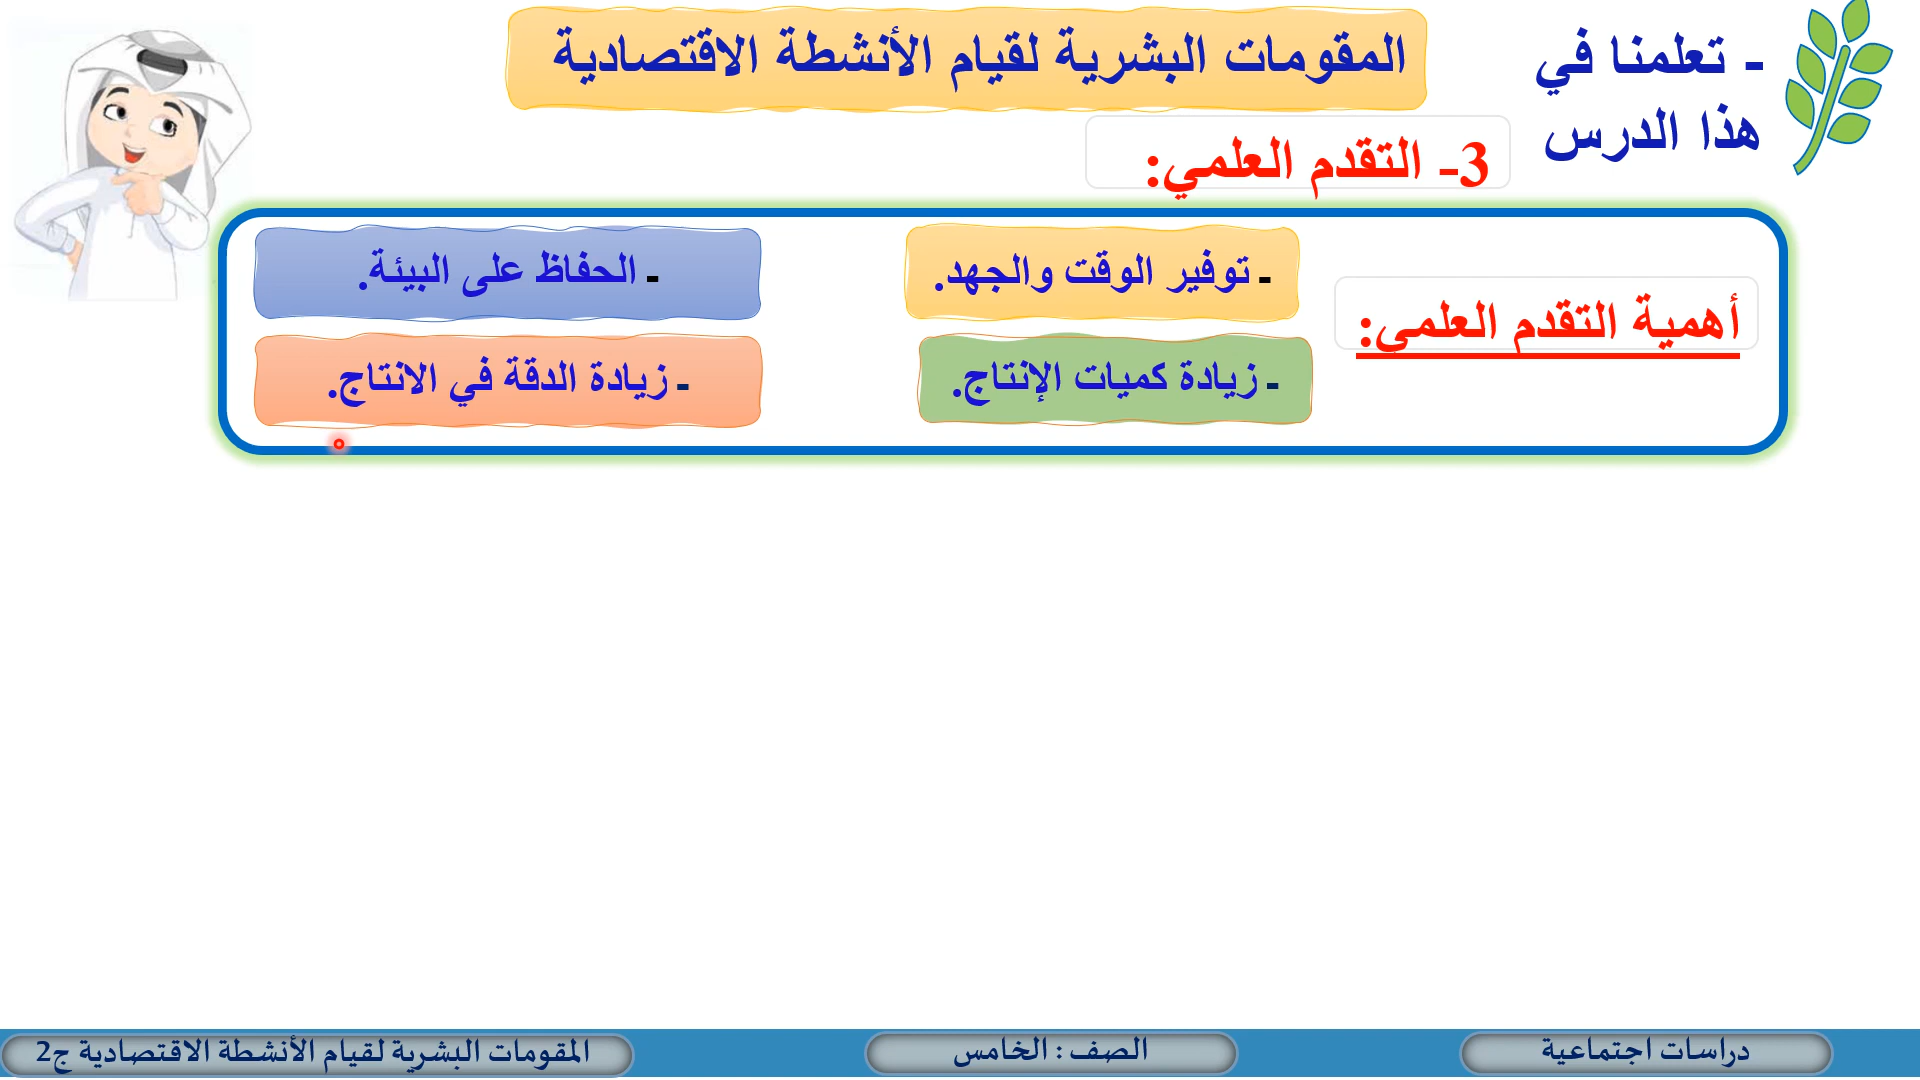 - تعلمنا في
هذا الدرس
المقومات البشرية لقيام الأنشطة الاقتصادية
3- التقدم العلمي:
أهمية التقدم العلمي:
- توفير الوقت والجهد.
- الحفاظ على البيئة.
- زيادة كميات الإنتاج.
- زيادة الدقة في الانتاج.
دراسات اجتماعية
الصف : الخامس
المقومات البشرية لقيام الأنشطة الاقتصادية ج2